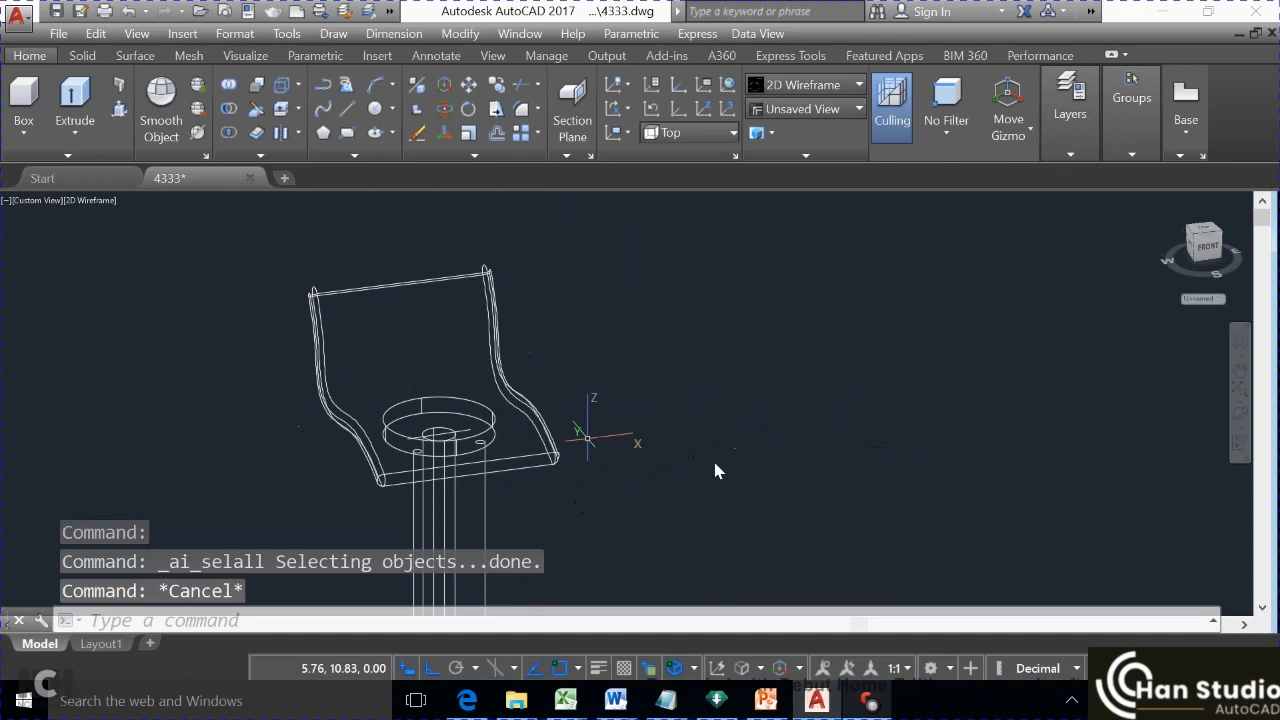 Autodesk AutoCAD 2017 ...\4333.dwg
Type a keyword or phrase
Sign In
File Edit View Insert Format Tools Draw Dimension Modify Window Help Parametric Express Data View
Home Solid Surface Mesh Visualize Parametric Insert Annotate View Manage Output Add-ins A360 Express Tools Featured Apps BIM 360 Performance
2D Wireframe
Unsaved View
Top
Box
Extrude
Smooth
Object
Section
Plane
Culling
No Filter
Move
Gizmo
Layers
Groups
Base
Start
4333*
[−][Custom View][2D Wireframe]
TOP
FRONT
W
S
E
Unnamed
Z
Y
X
Command:
Command: _ai_selall Selecting objects...done.
Command: *Cancel*
Type a command
Model Layout1
5.76, 10.83, 0.00
1:1
Decimal
Search the web and Windows
C
Han Studio
AutoCAD